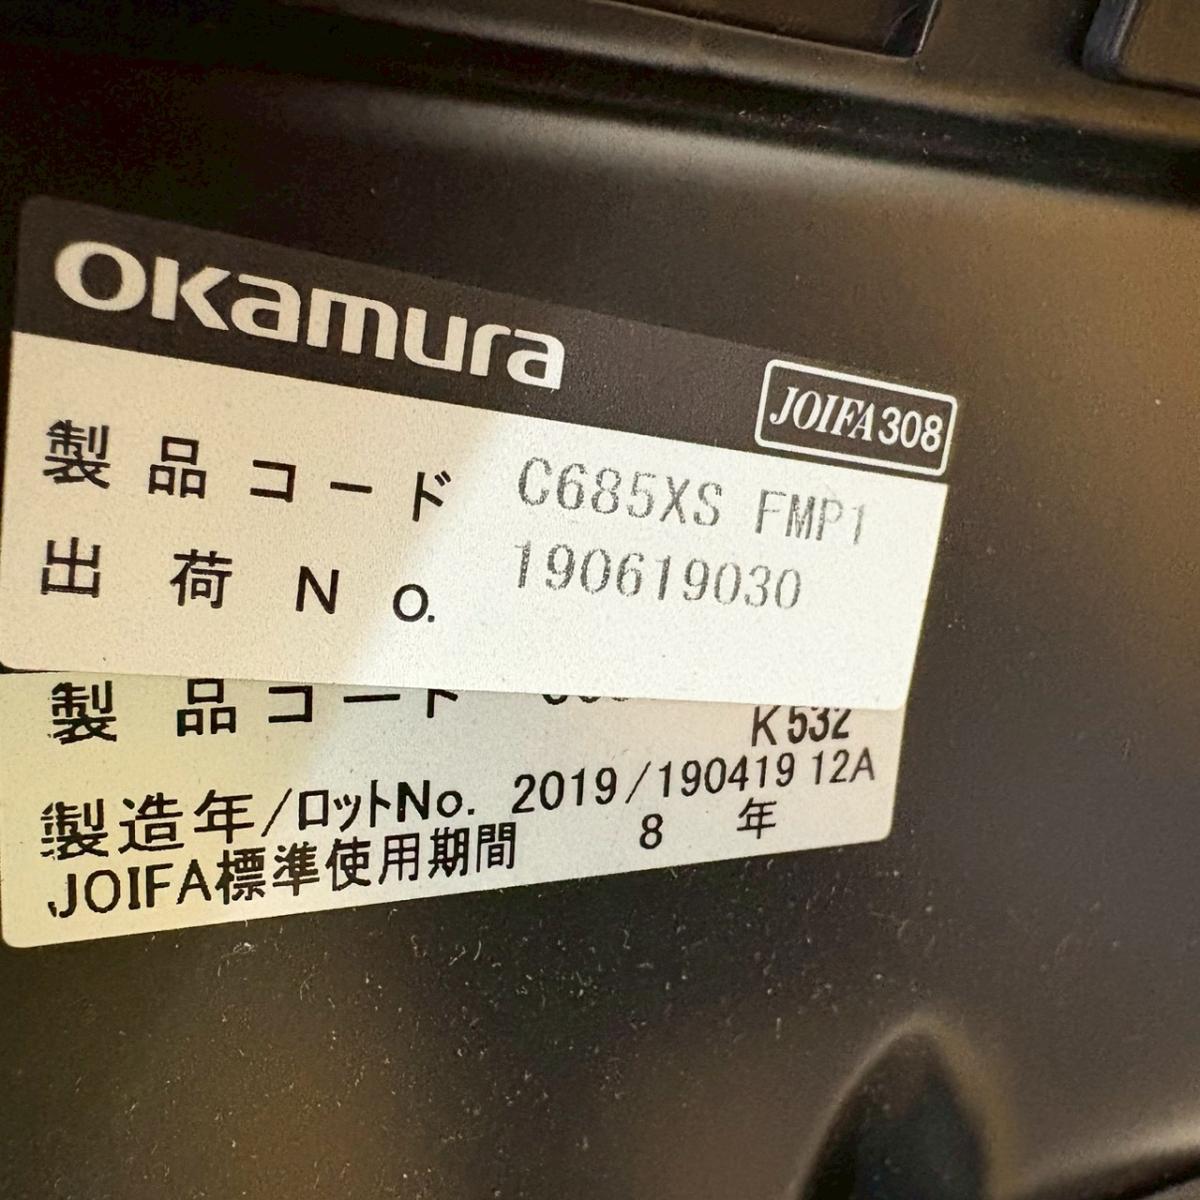 OKamura
JOIFA308
製品コード C685XS FMP1
出荷No. 190619030
製品コード
K532
製造年/ロットNo. 2019/190419 12A
JOIFA標準使用期間 8 年